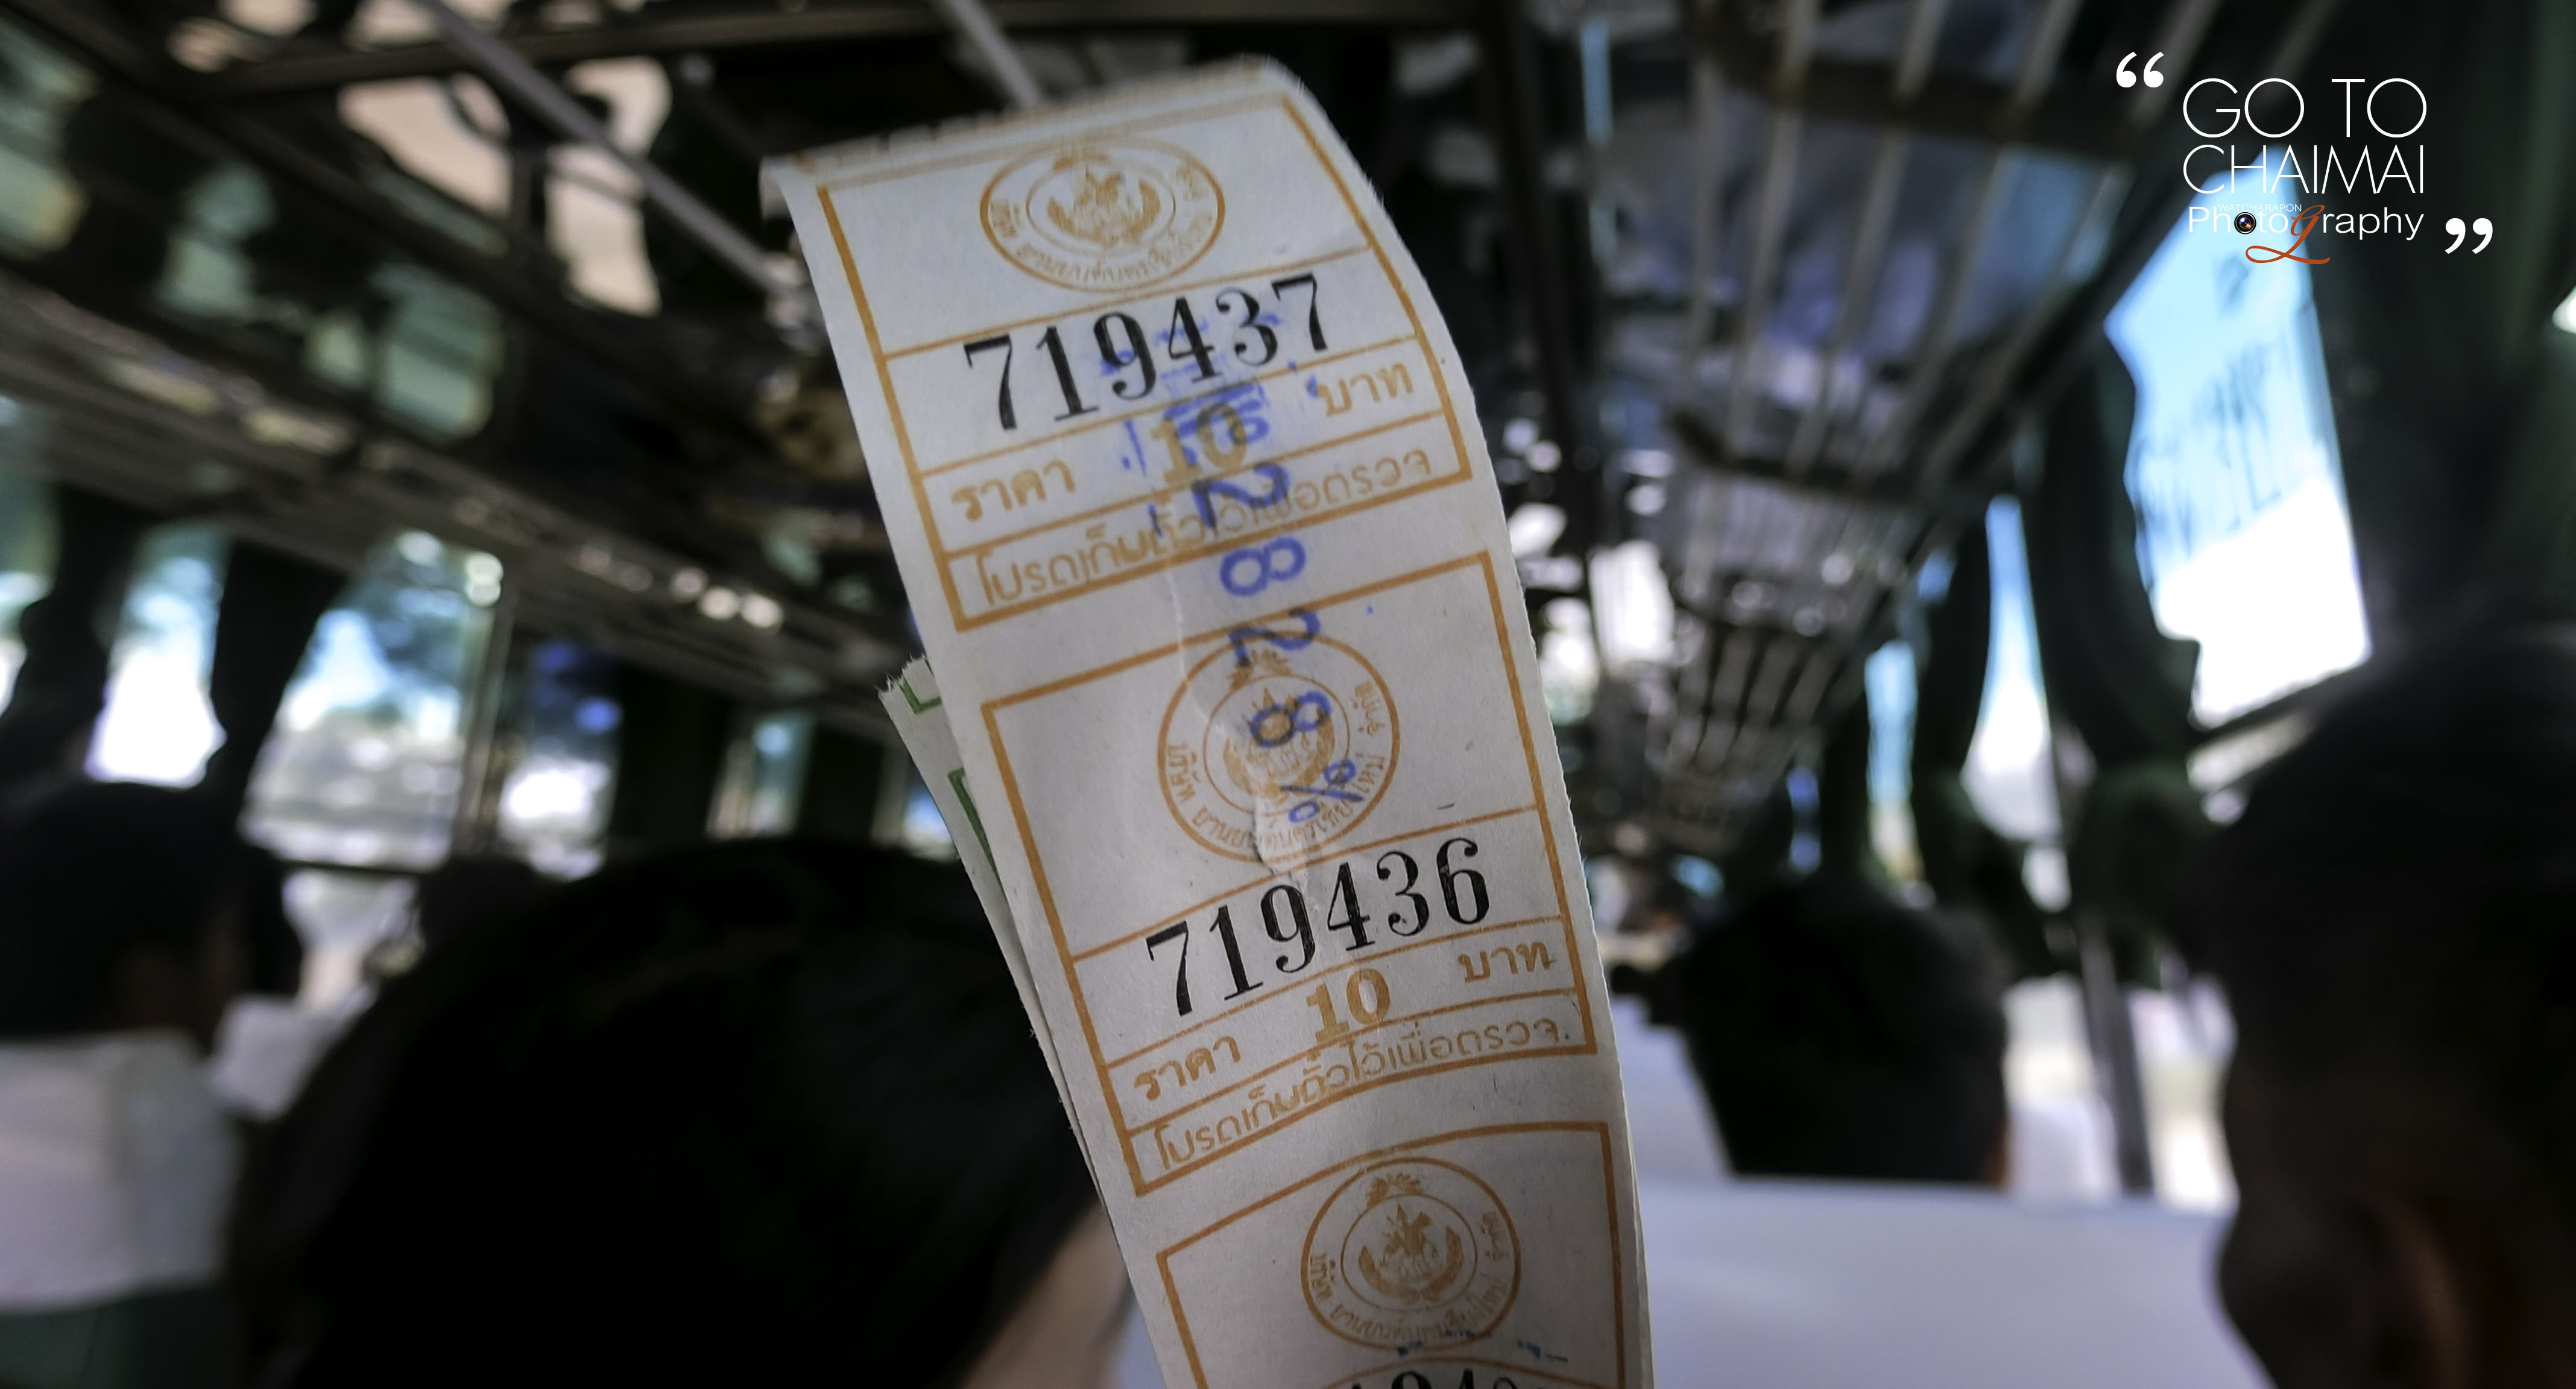 “ GO TO
CHAIMAI
WATCHARAPON
Photography ”
719437
ราคา 10 บาท
โปรดเก็บตั๋วไว้เพื่อตรวจ
2828%
719436
ราคา 10 บาท
โปรดเก็บตั๋วไว้เพื่อตรวจ.